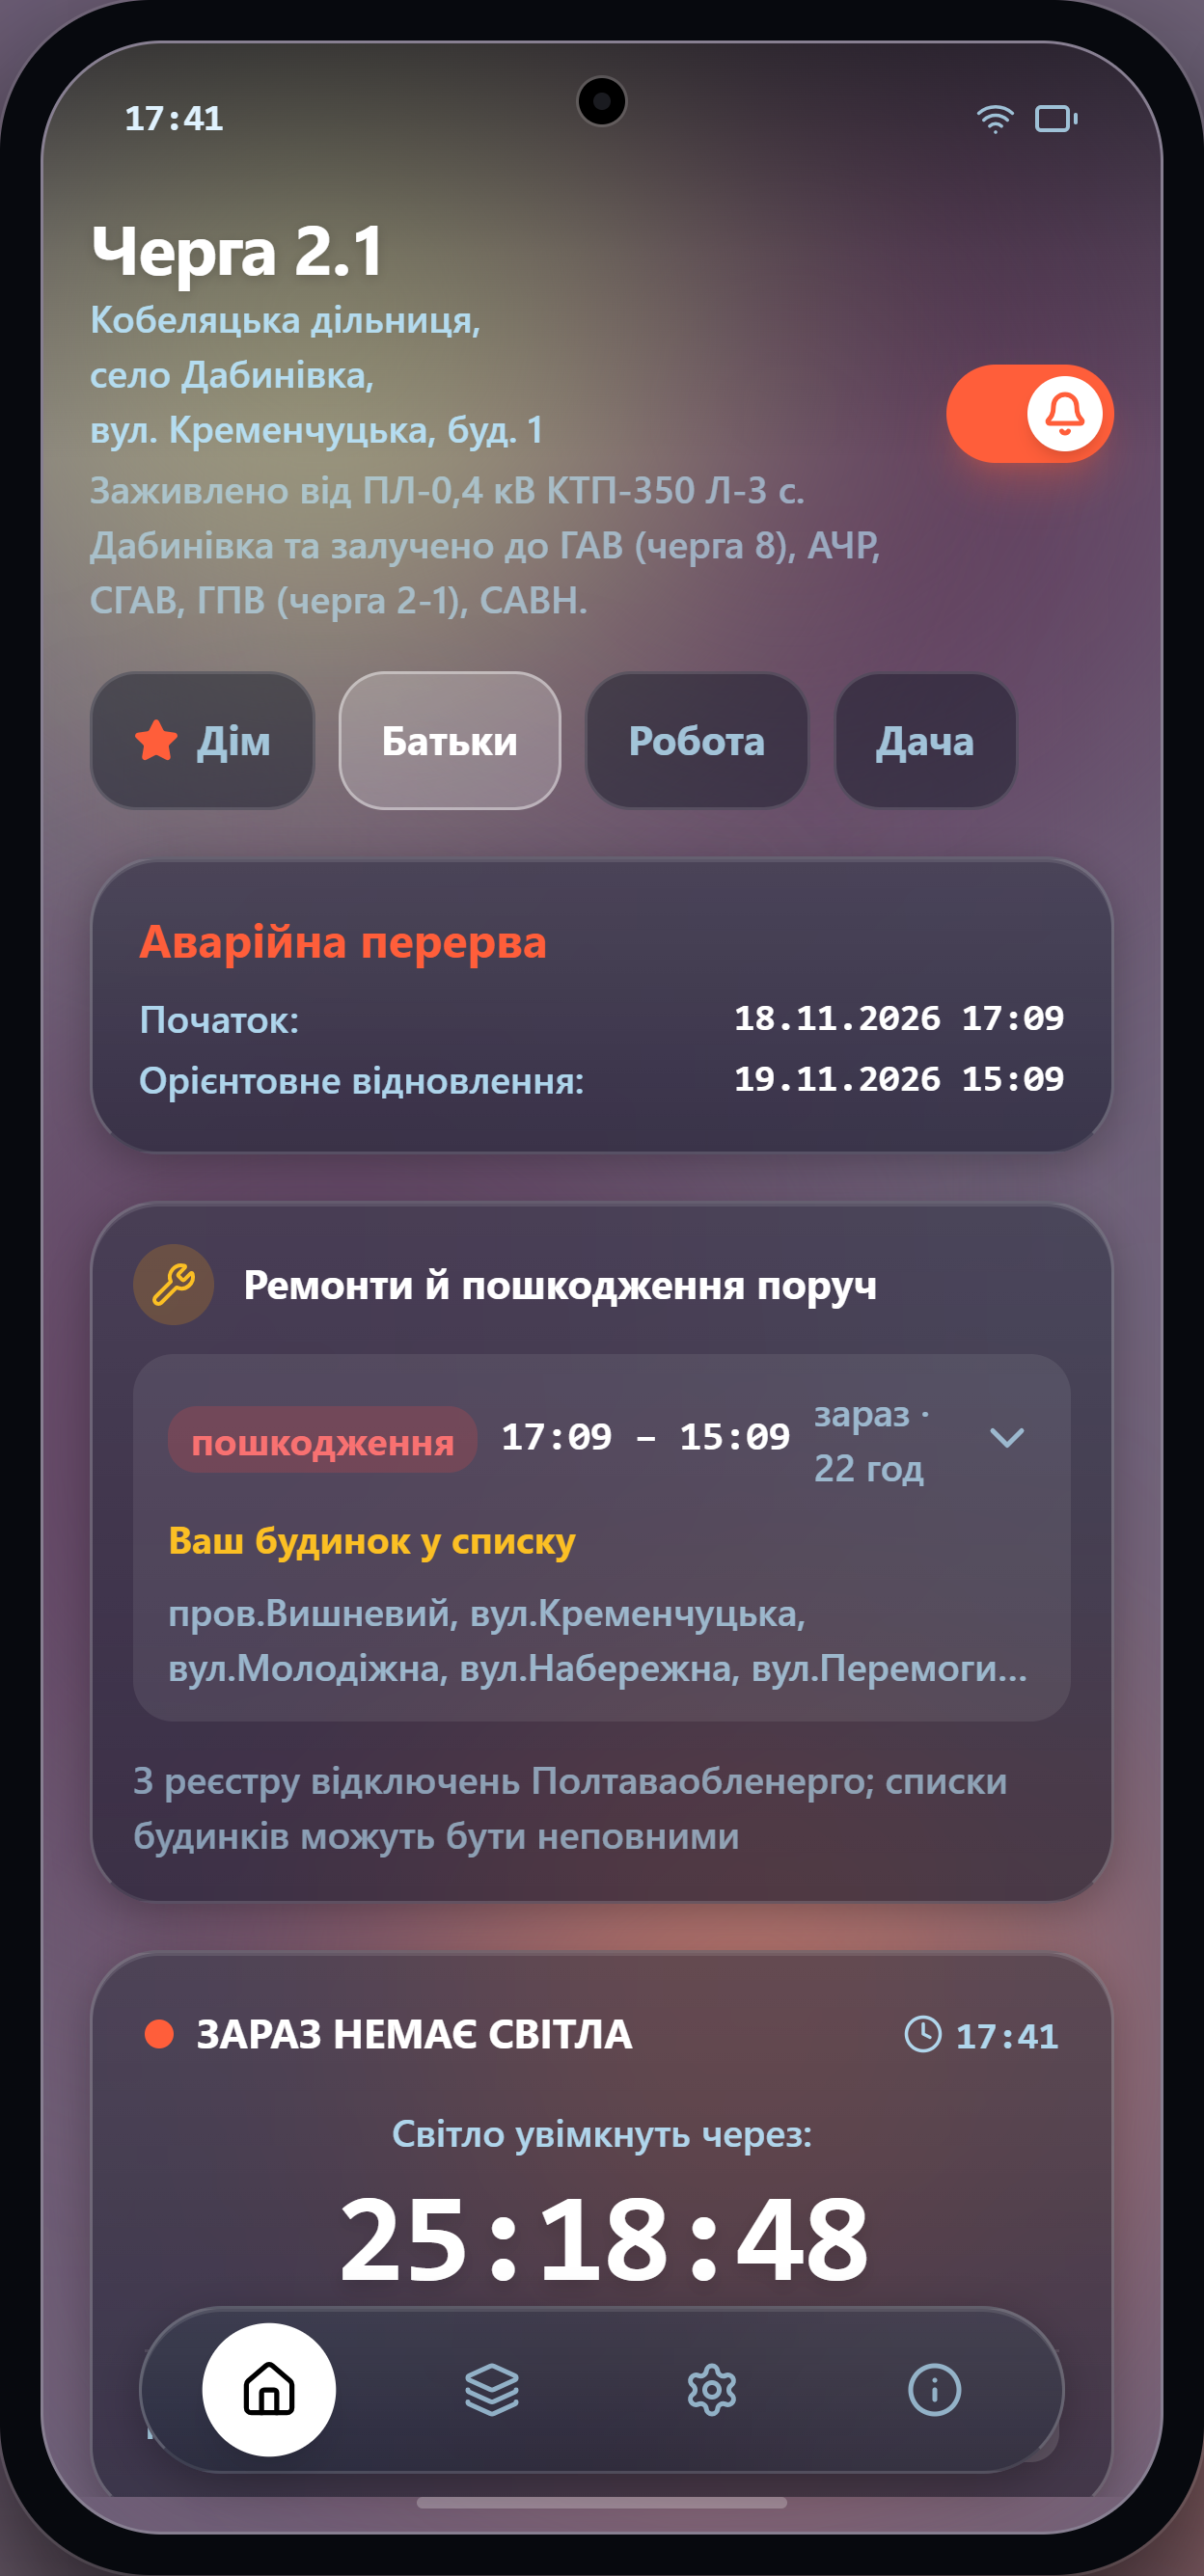 17:41
Черга 2.1
Кобеляцька дільниця,
село Дабинівка,
вул. Кременчуцька, буд. 1
Заживлено від ПЛ-0,4 кВ КТП-350 Л-3 с.
Дабинівка та залучено до ГАВ (черга 8), АЧР,
СГАВ, ГПВ (черга 2-1), САВН.
Дім Батьки Робота Дача
Аварійна перерва
Початок: 18.11.2026 17:09
Орієнтовне відновлення: 19.11.2026 15:09
Ремонти й пошкодження поруч
пошкодження 17:09 – 15:09 зараз ·
22 год
Ваш будинок у списку
пров.Вишневий, вул.Кременчуцька,
вул.Молодіжна, вул.Набережна, вул.Перемоги...
З реєстру відключень Полтаваобленерго; списки
будинків можуть бути неповними
ЗАРАЗ НЕМАЄ СВІТЛА 17:41
Світло увімкнуть через:
25:18:48